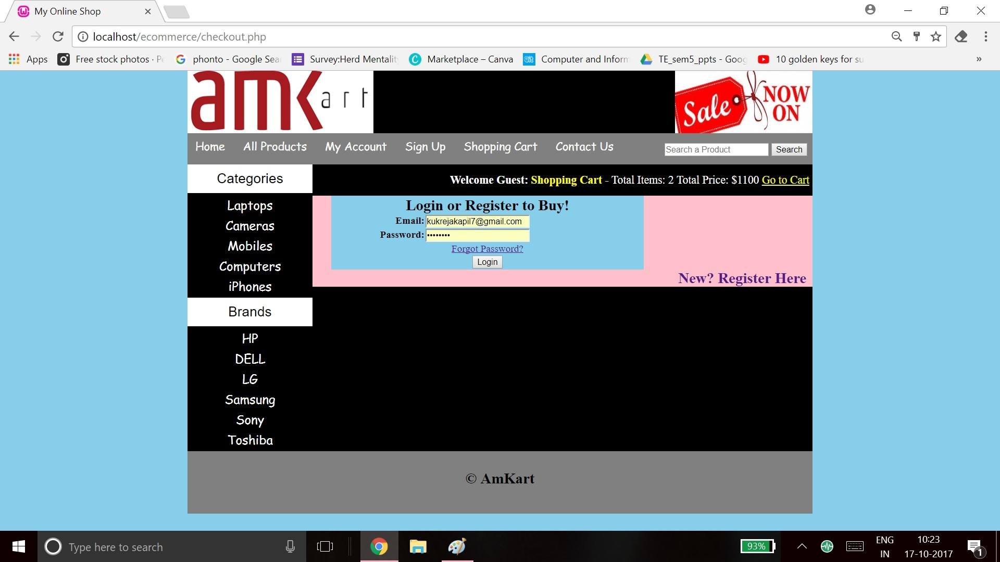 My Online Shop
localhost/ecommerce/checkout.php
Apps Free stock photos · Pe phonto - Google Sea Survey:Herd Mentalit Marketplace – Canva Computer and Inform TE_sem5_ppts - Goog 10 golden keys for su »
amk art
Sale NOW ON
Home All Products My Account Sign Up Shopping Cart Contact Us Search a Product Search
Categories
Welcome Guest: Shopping Cart - Total Items: 2 Total Price: $1100 Go to Cart
Laptops
Cameras
Mobiles
Computers
iPhones
Login or Register to Buy!
Email: kukrejakapil7@gmail.com
Password: ••••••••
Forgot Password?
Login
New? Register Here
Brands
HP
DELL
LG
Samsung
Sony
Toshiba
© AmKart
Type here to search
93%
ENG
IN
10:23
17-10-2017
1